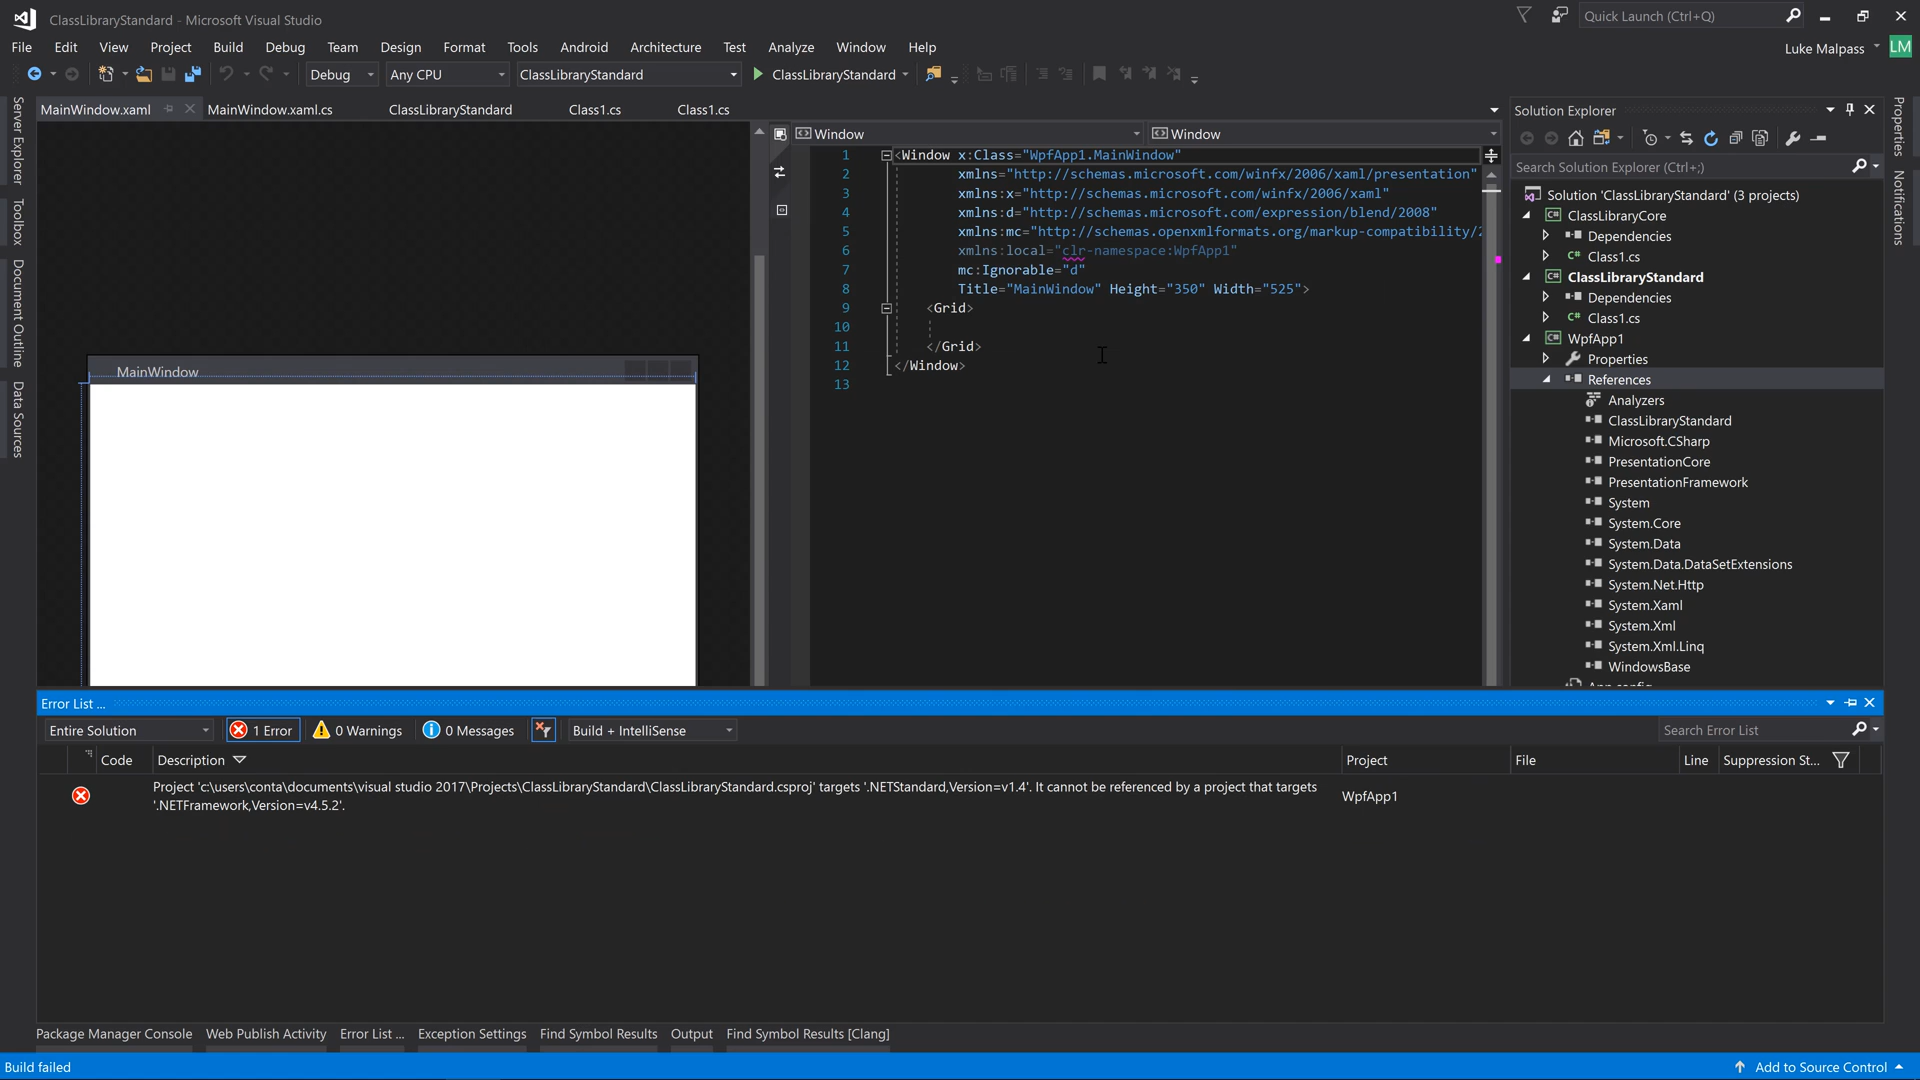 ClassLibraryStandard - Microsoft Visual Studio
Quick Launch (Ctrl+Q)
File Edit View Project Build Debug Team Design Format Tools Android Architecture Test Analyze Window Help
Luke Malpass LM
Debug Any CPU ClassLibraryStandard ClassLibraryStandard
MainWindow.xaml MainWindow.xaml.cs ClassLibraryStandard Class1.cs Class1.cs
Server Explorer
Toolbox
Document Outline
Data Sources
MainWindow
Window Window
1 <Window x:Class="WpfApp1.MainWindow"
2 xmlns="http://schemas.microsoft.com/winfx/2006/xaml/presentation"
3 xmlns:x="http://schemas.microsoft.com/winfx/2006/xaml"
4 xmlns:d="http://schemas.microsoft.com/expression/blend/2008"
5 xmlns:mc="http://schemas.openxmlformats.org/markup-compatibility/2
6 xmlns:local="clr-namespace:WpfApp1"
7 mc:Ignorable="d"
8 Title="MainWindow" Height="350" Width="525">
9 <Grid>
10
11 </Grid>
12 </Window>
13
Solution Explorer
Search Solution Explorer (Ctrl+;)
Solution 'ClassLibraryStandard' (3 projects)
ClassLibraryCore
Dependencies
C# Class1.cs
ClassLibraryStandard
Dependencies
C# Class1.cs
WpfApp1
Properties
References
Analyzers
ClassLibraryStandard
Microsoft.CSharp
PresentationCore
PresentationFramework
System
System.Core
System.Data
System.Data.DataSetExtensions
System.Net.Http
System.Xaml
System.Xml
System.Xml.Linq
WindowsBase
App.config
Properties
Notifications
Error List ...
Entire Solution 1 Error 0 Warnings 0 Messages Build + IntelliSense Search Error List
Code Description Project File Line Suppression St...
Project 'c:\users\conta\documents\visual studio 2017\Projects\ClassLibraryStandard\ClassLibraryStandard.csproj' targets '.NETStandard,Version=v1.4'. It cannot be referenced by a project that targets
'.NETFramework,Version=v4.5.2'.
WpfApp1
Package Manager Console Web Publish Activity Error List ... Exception Settings Find Symbol Results Output Find Symbol Results [Clang]
Build failed Add to Source Control